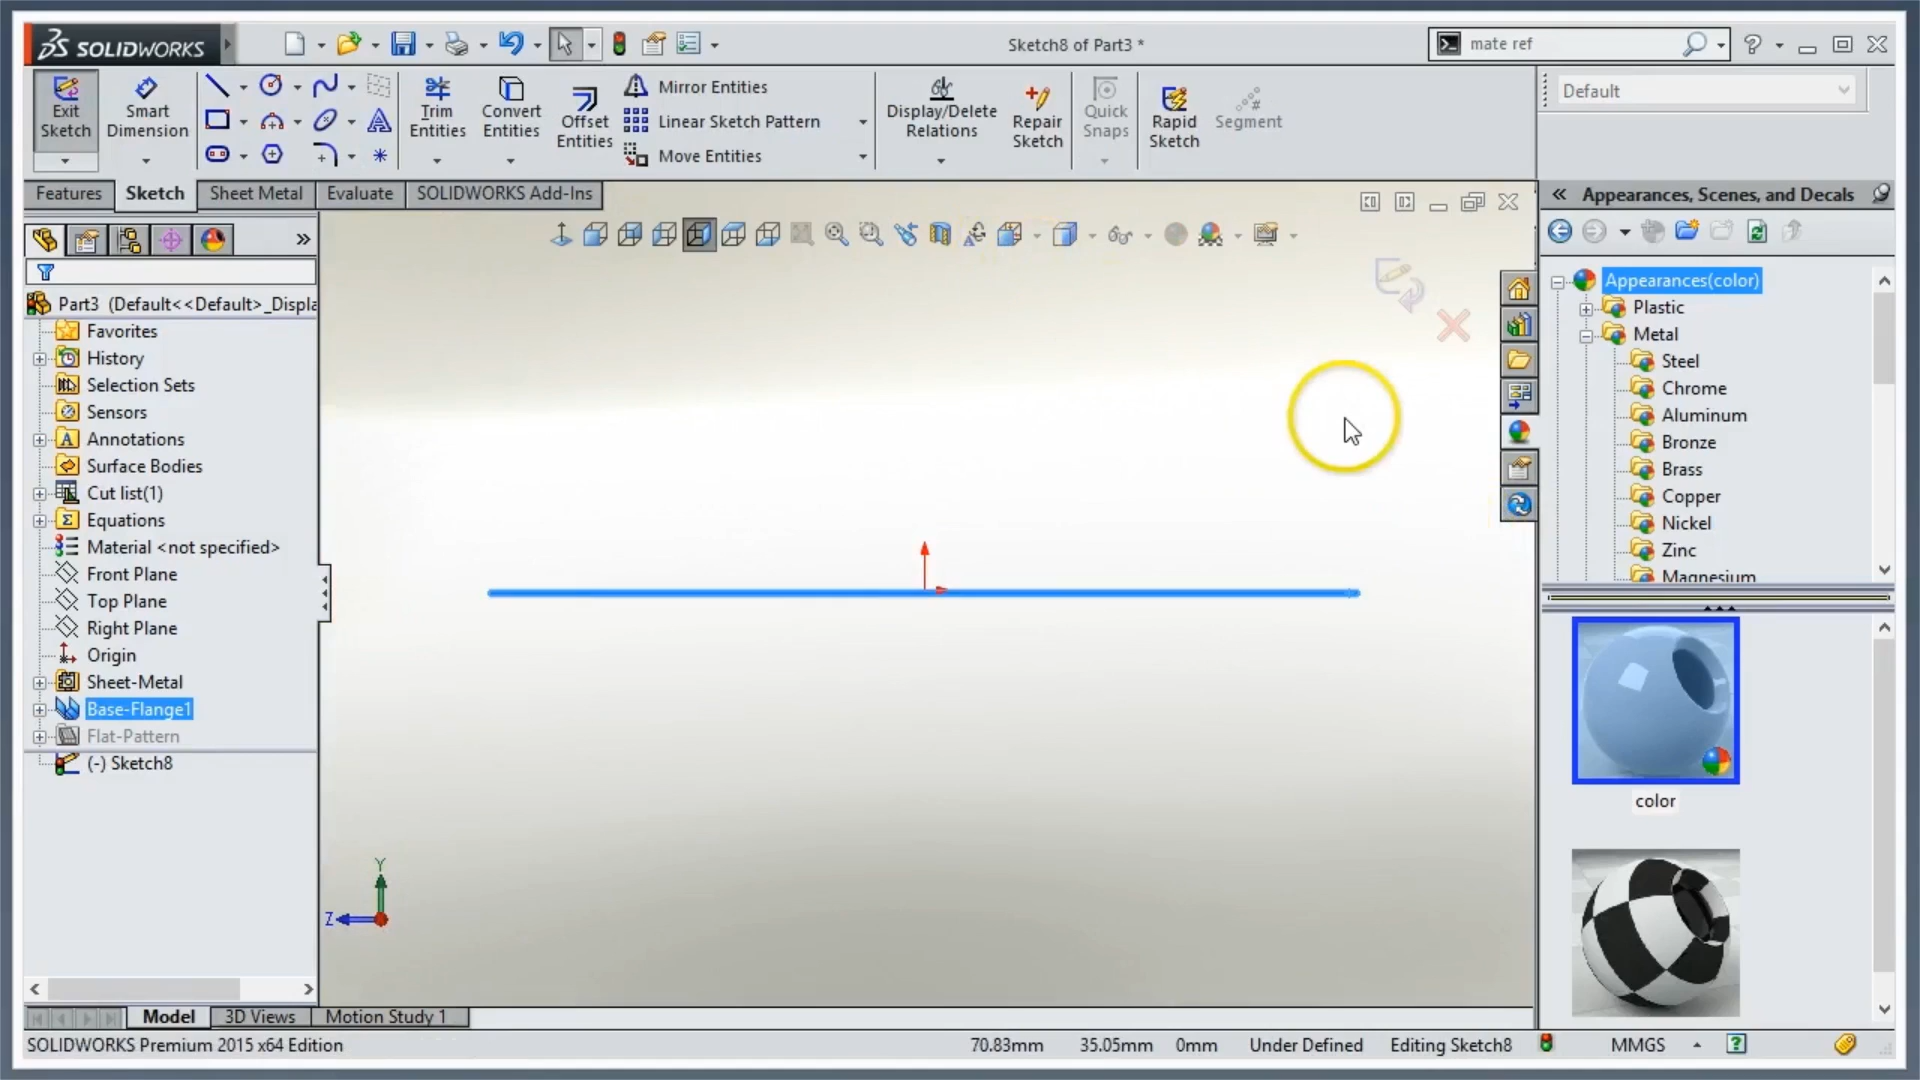 SOLIDWORKS
Sketch8 of Part3 *
mate ref
Exit Sketch
Smart Dimension
Trim Entities
Convert Entities
Offset Entities
Mirror Entities
Linear Sketch Pattern
Move Entities
Display/Delete Relations
Repair Sketch
Quick Snaps
Rapid Sketch
Segment
Default
Features
Sketch
Sheet Metal
Evaluate
SOLIDWORKS Add-Ins
Appearances, Scenes, and Decals
Part3 (Default<<Default>_Displa
Favorites
History
Selection Sets
Sensors
Annotations
Surface Bodies
Cut list(1)
Equations
Material <not specified>
Front Plane
Top Plane
Right Plane
Origin
Sheet-Metal
Base-Flange1
Flat-Pattern
(-) Sketch8
Y
Z
Appearances(color)
Plastic
Metal
Steel
Chrome
Aluminum
Bronze
Brass
Copper
Nickel
Zinc
Magnesium
color
Model
3D Views
Motion Study 1
SOLIDWORKS Premium 2015 x64 Edition
70.83mm
35.05mm
0mm
Under Defined
Editing Sketch8
MMGS